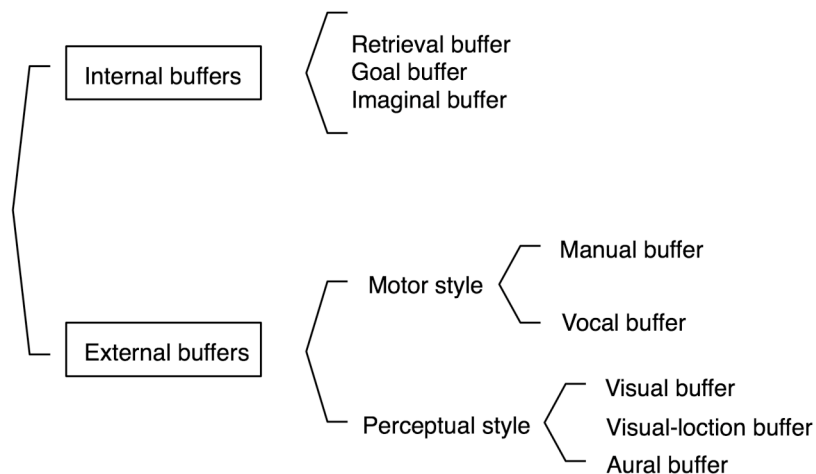 Internal buffers
Retrieval buffer
Goal buffer
Imaginal buffer
External buffers
Motor style
Manual buffer
Vocal buffer
Perceptual style
Visual buffer
Visual-loction buffer
Aural buffer